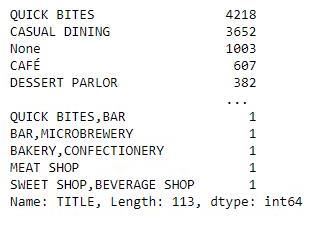 QUICK BITES 4218
CASUAL DINING 3652
None 1003
CAFÉ 607
DESSERT PARLOR 382
...
QUICK BITES,BAR 1
BAR,MICROBREWERY 1
BAKERY,CONFECTIONERY 1
MEAT SHOP 1
SWEET SHOP,BEVERAGE SHOP 1
Name: TITLE, Length: 113, dtype: int64